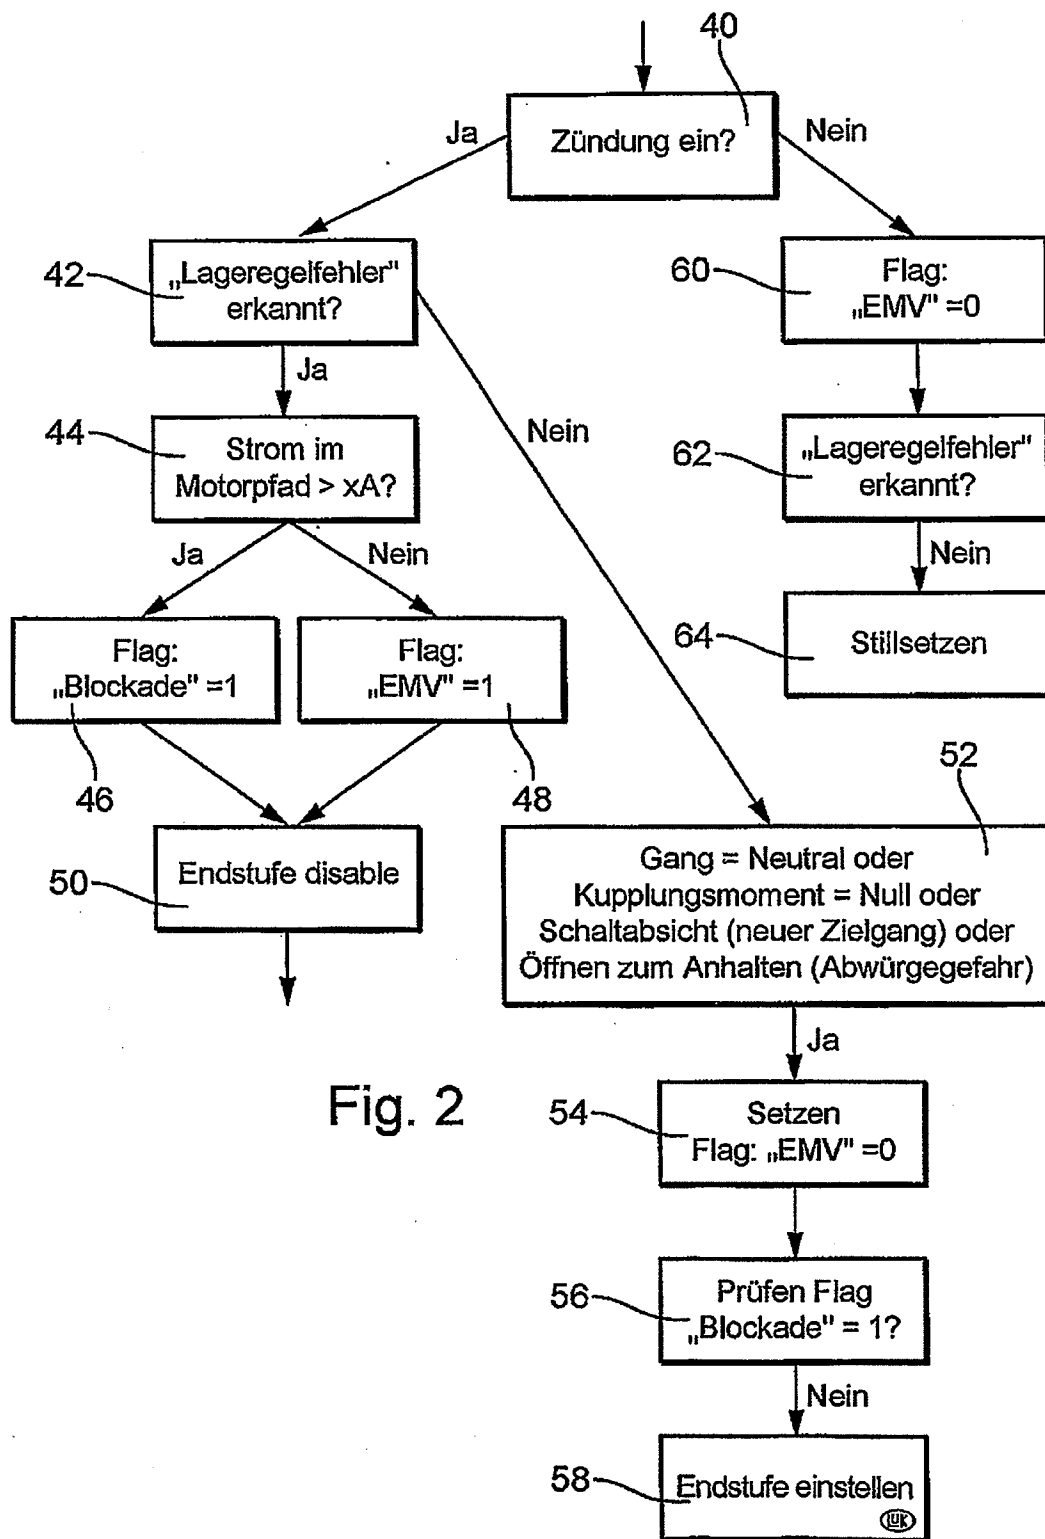 40
Zündung ein?
Ja
Nein
42
„Lageregelfehler"
erkannt?
60
Flag:
„EMV" =0
Ja
Nein
44
Strom im
Motorpfad > xA?
62
„Lageregelfehler"
erkannt?
Ja
Nein
Nein
Flag:
„Blockade" =1
Flag:
„EMV" =1
64
Stillsetzen
46
48
52
50
Endstufe disable
Gang = Neutral oder
Kupplungsmoment = Null oder
Schaltabsicht (neuer Zielgang) oder
Öffnen zum Anhalten (Abwürgegefahr)
Ja
Fig. 2
54
Setzen
Flag: „EMV" =0
56
Prüfen Flag
„Blockade" = 1?
Nein
58
Endstufe einstellen
LUK